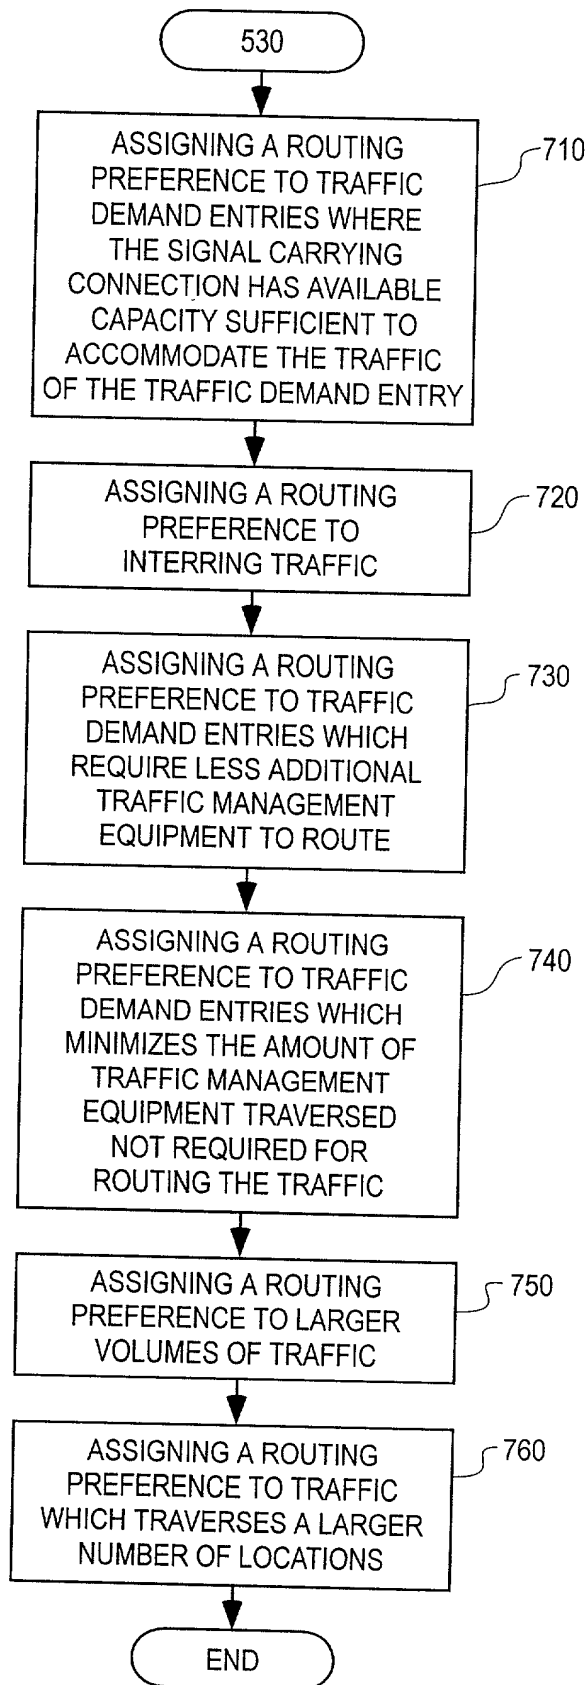 530
ASSIGNING A ROUTING
PREFERENCE TO TRAFFIC
DEMAND ENTRIES WHERE
THE SIGNAL CARRYING
CONNECTION HAS AVAILABLE
CAPACITY SUFFICIENT TO
ACCOMMODATE THE TRAFFIC
OF THE TRAFFIC DEMAND ENTRY
710
ASSIGNING A ROUTING
PREFERENCE TO
INTERRING TRAFFIC
720
ASSIGNING A ROUTING
PREFERENCE TO TRAFFIC
DEMAND ENTRIES WHICH
REQUIRE LESS ADDITIONAL
TRAFFIC MANAGEMENT
EQUIPMENT TO ROUTE
730
ASSIGNING A ROUTING
PREFERENCE TO TRAFFIC
DEMAND ENTRIES WHICH
MINIMIZES THE AMOUNT OF
TRAFFIC MANAGEMENT
EQUIPMENT TRAVERSED
NOT REQUIRED FOR
ROUTING THE TRAFFIC
740
ASSIGNING A ROUTING
PREFERENCE TO LARGER
VOLUMES OF TRAFFIC
750
ASSIGNING A ROUTING
PREFERENCE TO TRAFFIC
WHICH TRAVERSES A LARGER
NUMBER OF LOCATIONS
760
END